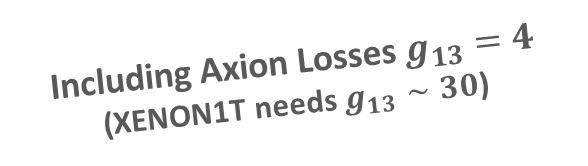 Including Axion Losses g₁₃ = 4
(XENON1T needs g₁₃ ~ 30)